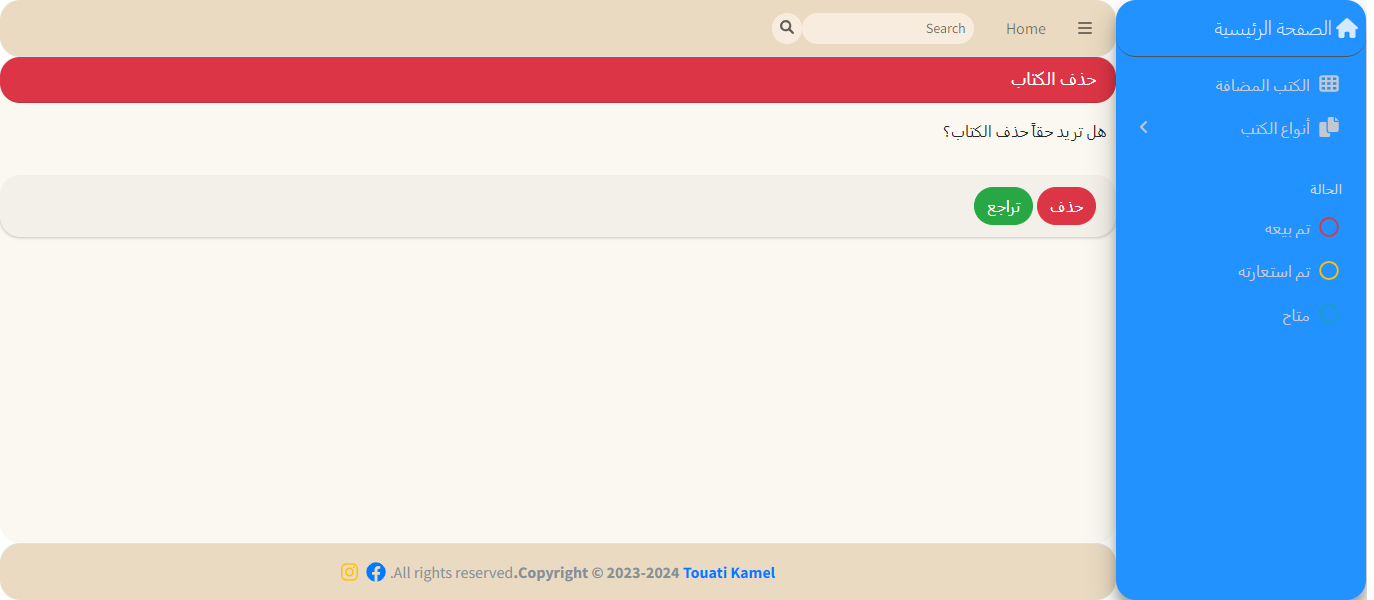 الصفحة الرئيسية
الكتب المضافة
أنواع الكتب
الحالة
تم بيعه
تم استعارته
متاح
Home
Search
حذف الكتاب
هل تريد حقاً حذف الكتاب؟
حذف
تراجع
.All rights reserved.Copyright © 2023-2024 Touati Kamel